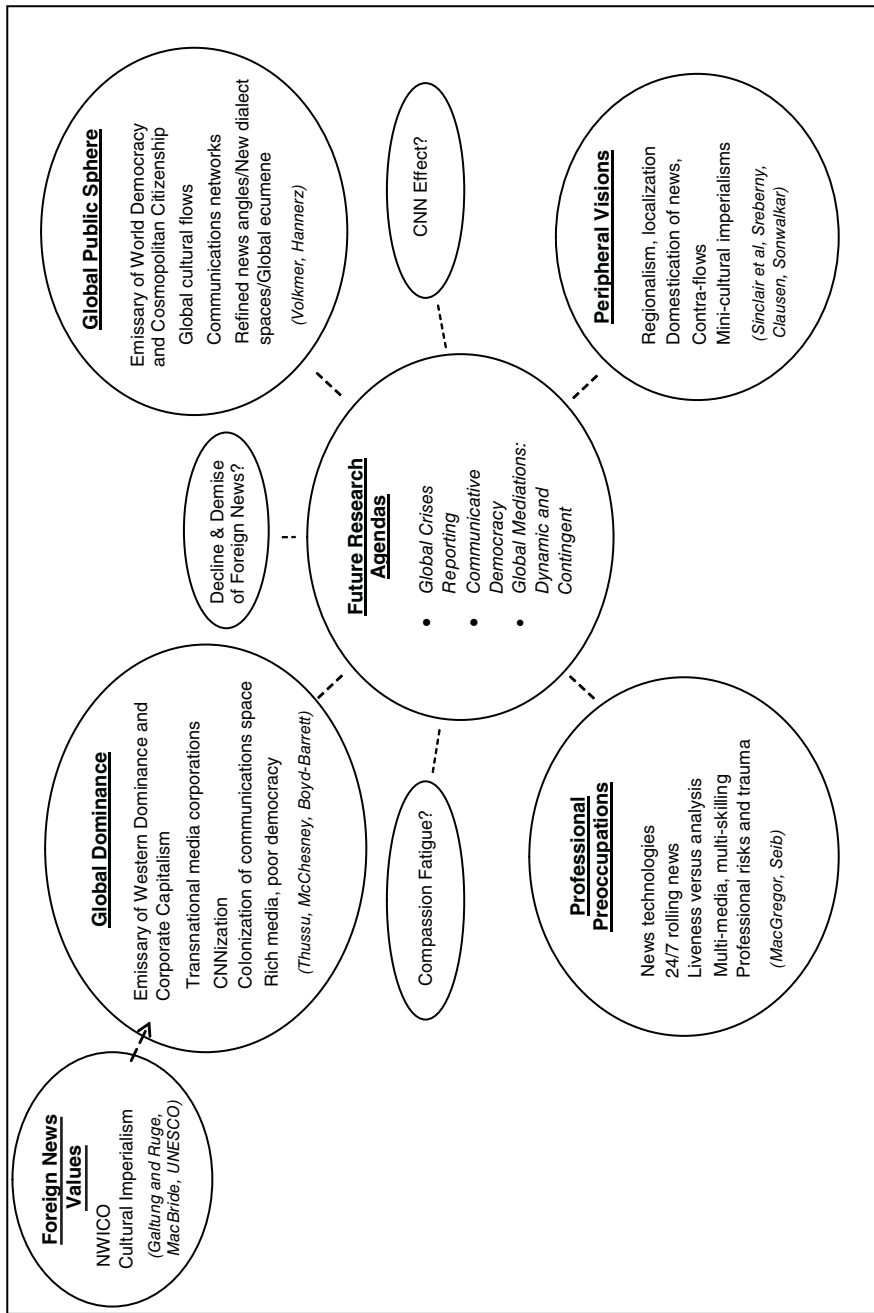 Foreign News
Values
NWICO
Cultural Imperialism
(Galtung and Ruge,
MacBride, UNESCO)
Global Dominance
Emissary of Western Dominance and
Corporate Capitalism
Transnational media corporations
CNNization
Colonization of communications space
Rich media, poor democracy
(Thussu, McChesney, Boyd-Barrett)
Decline & Demise
of Foreign News?
Global Public Sphere
Emissary of World Democracy
and Cosmopolitan Citizenship
Global cultural flows
Communications networks
Refined news angles/New dialect
spaces/Global ecumene
(Volkmer, Hannerz)
Compassion Fatigue?
Future Research
Agendas
• Global Crises
Reporting
• Communicative
Democracy
• Global Mediations:
Dynamic and
Contingent
CNN Effect?
Professional
Preoccupations
News technologies
24/7 rolling news
Liveness versus analysis
Multi-media, multi-skilling
Professional risks and trauma
(MacGregor, Seib)
Peripheral Visions
Regionalism, localization
Domestication of news,
Contra-flows
Mini-cultural imperialisms
(Sinclair et al, Sreberny,
Clausen, Sonwalkar)